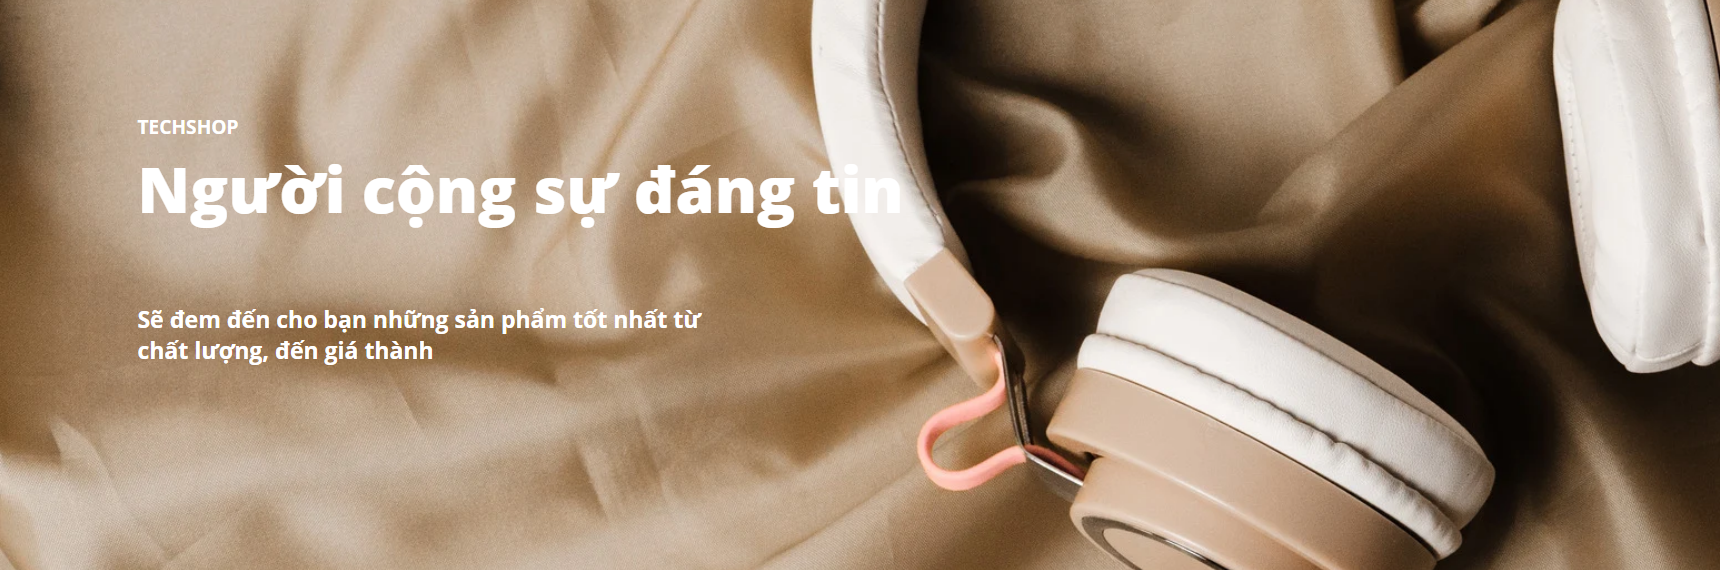 TECHSHOP
Người cộng sự đáng tin
Sẽ đem đến cho bạn những sản phẩm tốt nhất từ
chất lượng, đến giá thành